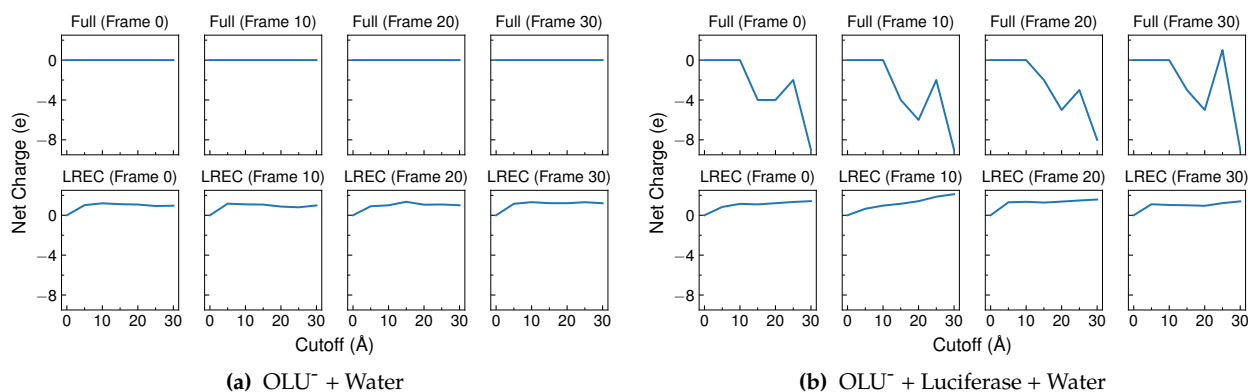 Full (Frame 0) Full (Frame 10) Full (Frame 20) Full (Frame 30)
0
−4
−8
LREC (Frame 0) LREC (Frame 10) LREC (Frame 20) LREC (Frame 30)
0
−4
−8
Net Charge (e)
0 10 20 30 0 10 20 30 0 10 20 30 0 10 20 30
Cutoff (Å)
(a) OLU⁻ + Water
Full (Frame 0) Full (Frame 10) Full (Frame 20) Full (Frame 30)
0
−4
−8
LREC (Frame 0) LREC (Frame 10) LREC (Frame 20) LREC (Frame 30)
0
−4
−8
Net Charge (e)
0 10 20 30 0 10 20 30 0 10 20 30 0 10 20 30
Cutoff (Å)
(b) OLU⁻ + Luciferase + Water